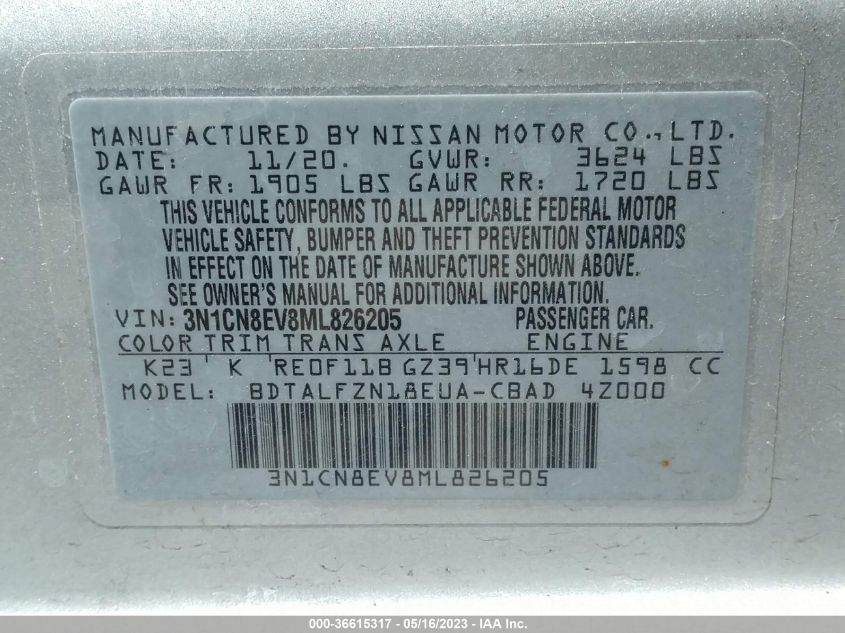 MANUFACTURED BY NISSAN MOTOR CO., LTD.
DATE: 11/20. GVWR: 3624 LBS
GAWR FR: 1905 LBS GAWR RR: 1720 LBS
THIS VEHICLE CONFORMS TO ALL APPLICABLE FEDERAL MOTOR
VEHICLE SAFETY, BUMPER AND THEFT PREVENTION STANDARDS
IN EFFECT ON THE DATE OF MANUFACTURE SHOWN ABOVE.
SEE OWNER'S MANUAL FOR ADDITIONAL INFORMATION.
VIN: 3N1CN8EV8ML826205 PASSENGER CAR.
COLOR TRIM TRANS AXLE ENGINE
K23 ' K ' RE0F11B GZ39 ' HR16DE 1598 CC
MODEL: BDTALFZN18EUA-CBAD 4Z000
3N1CN8EV8ML826205
000-36615317 - 05/16/2023 - IAA Inc.